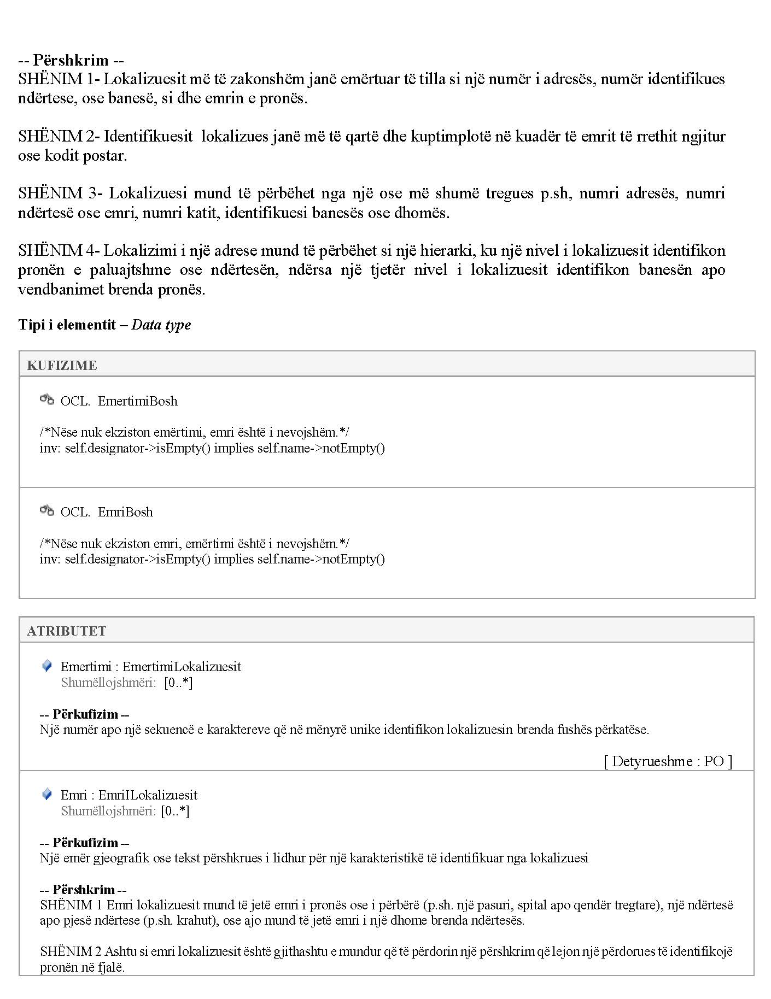 -- Përshkrim --
SHËNIM 1- Lokalizuesit më të zakonshëm janë emërtuar të tilla si një numër i adresës, numër identifikues
ndërtese, ose banesë, si dhe emrin e pronës.
SHËNIM 2- Identifikuesit  lokalizues janë më të qartë dhe kuptimplotë në kuadër të emrit të rrethit ngjitur
ose kodit postar.
SHËNIM 3- Lokalizuesi mund të përbëhet nga një ose më shumë tregues p.sh, numri adresës, numri
ndërtesë ose emri, numri katit, identifikuesi banesës ose dhomës.
SHËNIM 4- Lokalizimi i një adrese mund të përbëhet si një hierarki, ku një nivel i lokalizuesit identifikon
pronën e paluajtshme ose ndërtesën, ndërsa një tjetër nivel i lokalizuesit identifikon banesën apo
vendbanimet brenda pronës.
Tipi i elementit – Data type
KUFIZIME
OCL.  EmertimiBosh
/*Nëse nuk ekziston emërtimi, emri është i nevojshëm.*/
inv: self.designator->isEmpty() implies self.name->notEmpty()
OCL.  EmriBosh
/*Nëse nuk ekziston emri, emërtimi është i nevojshëm.*/
inv: self.designator->isEmpty() implies self.name->notEmpty()
ATRIBUTET
Emertimi : EmertimiLokalizuesit
Shumëllojshmëri:  [0..*]
-- Përkufizim --
Një numër apo një sekuencë e karaktereve që në mënyrë unike identifikon lokalizuesin brenda fushës përkatëse.
[ Detyrueshme : PO ]
Emri : EmriILokalizuesit
Shumëllojshmëri: [0..*]
-- Përkufizim --
Një emër gjeografik ose tekst përshkrues i lidhur për një karakteristikë të identifikuar nga lokalizuesi
-- Përshkrim --
SHËNIM 1 Emri lokalizuesit mund të jetë emri i pronës ose i përbërë (p.sh. një pasuri, spital apo qendër tregtare), një ndërtesë
apo pjesë ndërtese (p.sh. krahut), ose ajo mund të jetë emri i një dhome brenda ndërtesës.
SHËNIM 2 Ashtu si emri lokalizuesit është gjithashtu e mundur që të përdorin një përshkrim që lejon një përdorues të identifikojë
pronën në fjalë.